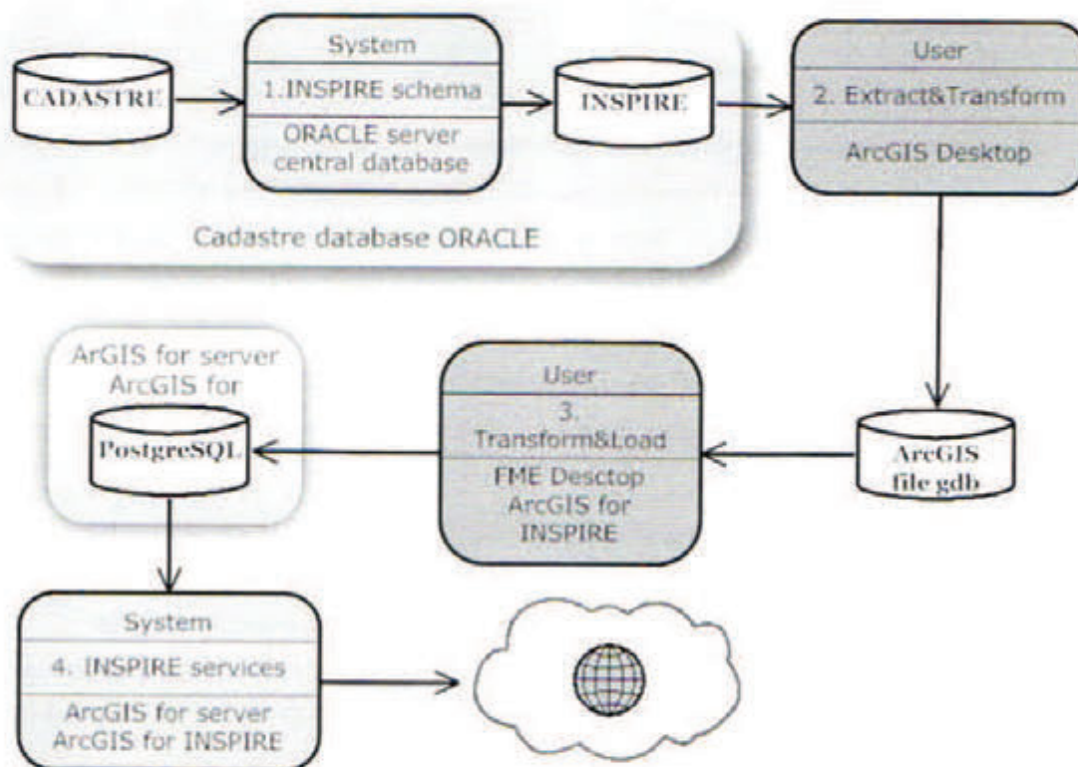 CADASTRE
System
1.INSPIRE schema
ORACLE server
central database
INSPIRE
User
2. Extract&Transform
ArcGIS Desktop
Cadastre database ORACLE
ArGIS for server
ArcGIS for
PostgreSQL
User
3.
Transform&Load
FME Desctop
ArcGIS for
INSPIRE
ArcGIS
file gdb
System
4. INSPIRE services
ArcGIS for server
ArcGIS for INSPIRE